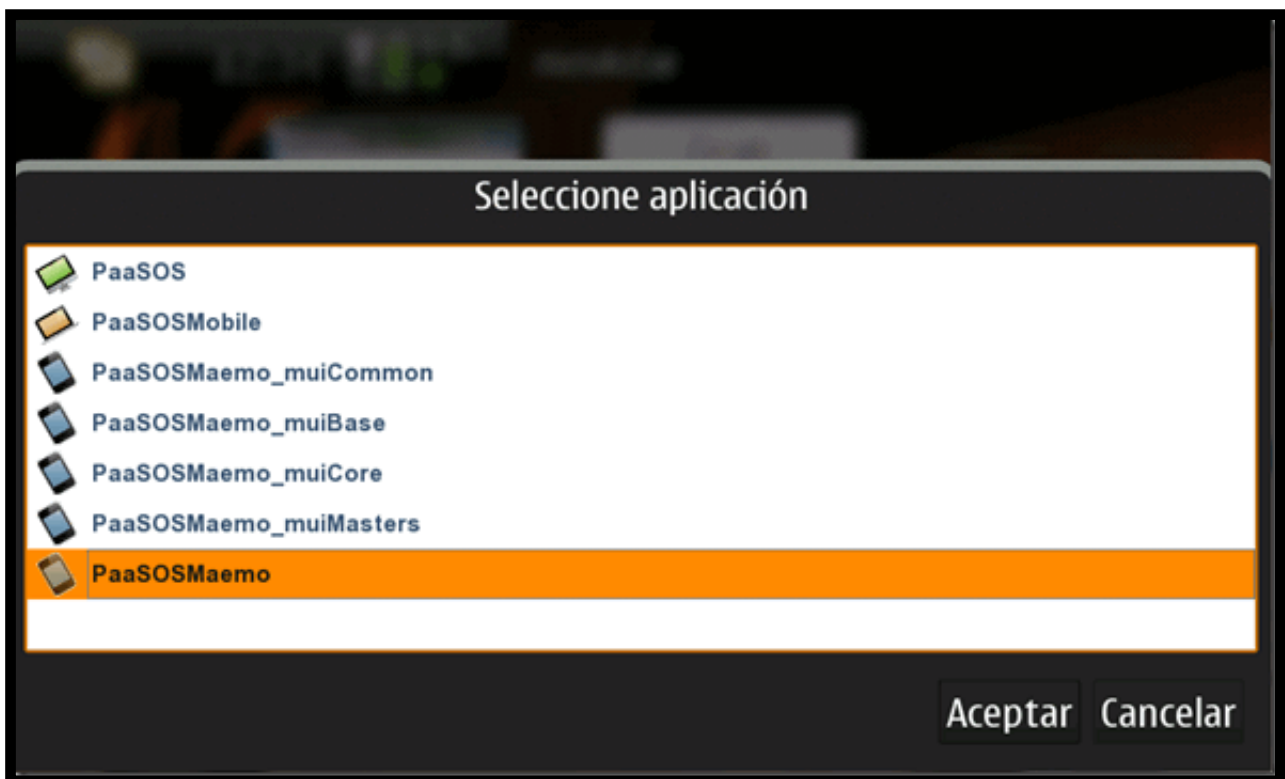 Seleccione aplicación
PaaSOS
PaaSOSMobile
PaaSOSMaemo_muiCommon
PaaSOSMaemo_muiBase
PaaSOSMaemo_muiCore
PaaSOSMaemo_muiMasters
PaaSOSMaemo
Aceptar Cancelar